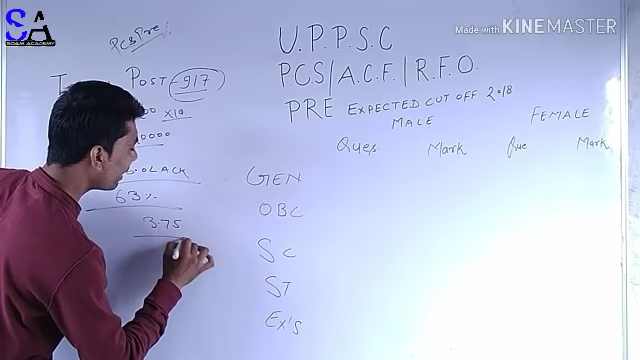 SA
SOAM ACADEMY
Made with KINEMASTER
PCS Pre
U.P.P.S.C
PCS/A.C.F./R.F.O.
PRE EXPECTED CUT OFF 2018
MALE FEMALE
Ques Mark Que Mark
POST-917
00 X10
0000
LACK
63%
3.75
GEN
OBC
SC
ST
Ex's